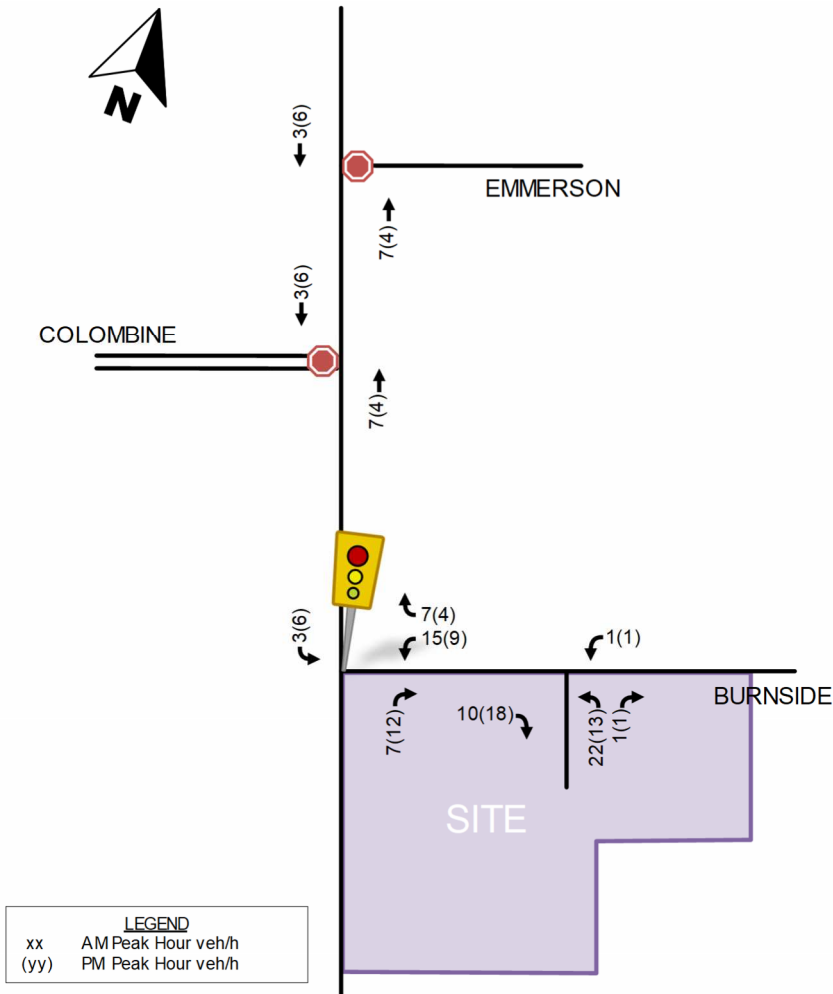 N
3(6)
EMMERSON
7(4)
3(6)
COLOMBINE
7(4)
7(4)
3(6)
15(9)
1(1)
BURNSIDE
7(12)
10(18)
22(13)
1(1)
SITE
LEGEND
xx AM Peak Hour veh/h
(yy) PM Peak Hour veh/h